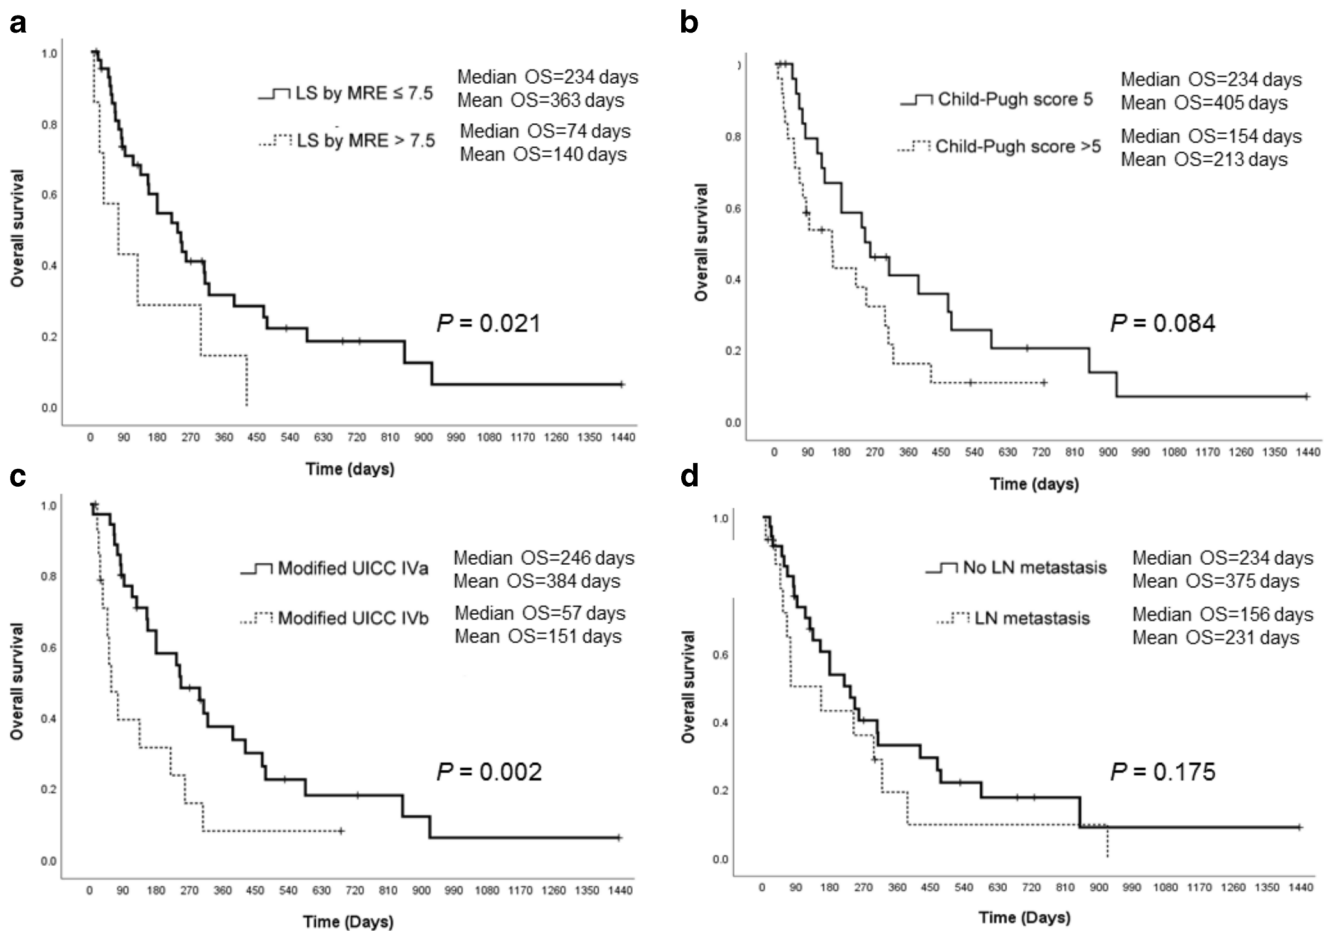 a
LS by MRE ≤ 7.5
Median OS=234 days
Mean OS=363 days
LS by MRE > 7.5
Median OS=74 days
Mean OS=140 days
P = 0.021
Overall survival
1.0
0.8
0.6
0.4
0.2
0.0
0 90 180 270 360 450 540 630 720 810 900 990 1080 1170 1260 1350 1440
Time (days)
b
Child-Pugh score 5
Median OS=234 days
Mean OS=405 days
Child-Pugh score >5
Median OS=154 days
Mean OS=213 days
P = 0.084
Overall survival
0.8
0.6
0.4
0.2
0.0
0 90 180 270 360 450 540 630 720 810 900 990 1080 1170 1260 1350 1440
Time (days)
c
Modified UICC IVa
Median OS=246 days
Mean OS=384 days
Modified UICC IVb
Median OS=57 days
Mean OS=151 days
P = 0.002
Overall survival
1.0
0.8
0.6
0.4
0.2
0.0
0 90 180 270 360 450 540 630 720 810 900 990 1080 1170 1260 1350 1440
Time (Days)
d
No LN metastasis
Median OS=234 days
Mean OS=375 days
LN metastasis
Median OS=156 days
Mean OS=231 days
P = 0.175
Overall survival
1.0
0.6
0.4
0.2
0.0
0 90 180 270 360 450 540 630 720 810 900 990 1080 1170 1260 1350 1440
Time (Days)